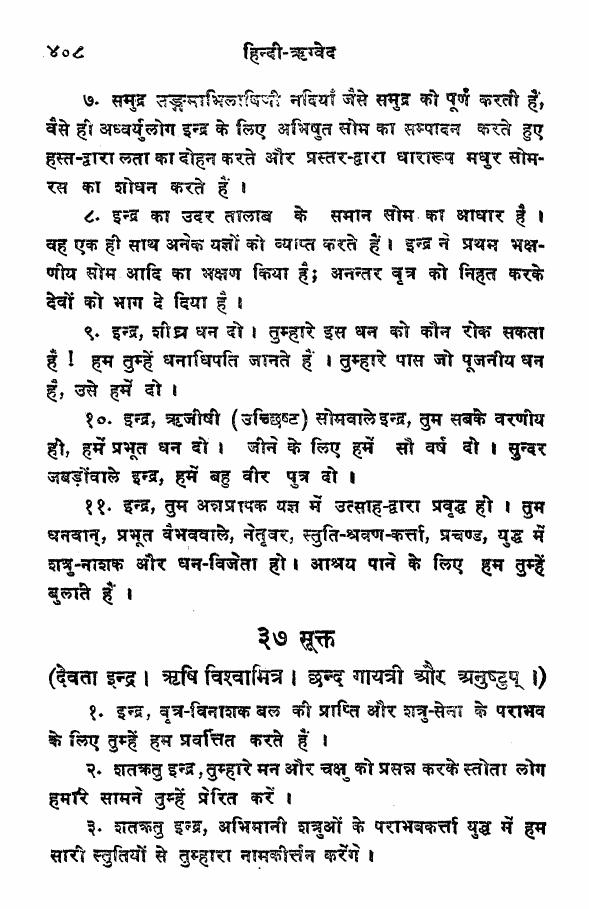 ४०८ हिन्दी-ऋग्वेद
७. समुद्र सङ्गमाभिलाषिणी नदियाँ जैसे समुद्र को पूर्ण करती हैं,
वैसे ही अध्वर्युलोग इन्द्र के लिए अभिषुत सोम का सम्पादन करते हुए
हस्त-द्वारा लता का दोहन करते और प्रस्तर-द्वारा धारारूप मधुर सोम-
रस का शोधन करते हैं ।
८. इन्द्र का उदर तालाब के समान सोम का आधार है ।
वह एक ही साथ अनेक यज्ञों को व्याप्त करते हैं । इन्द्र ने प्रथम भक्ष-
णीय सोम आदि का भक्षण किया है; अनन्तर वृत्र को निहत करके
देवों को भाग दे दिया है ।
९. इन्द्र, शीघ्र धन दो । तुम्हारे इस धन को कौन रोक सकता
है ! हम तुम्हें धनाधिपति जानते हैं । तुम्हारे पास जो पूजनीय धन
है, उसे हमें दो ।
१०. इन्द्र, ऋजीषी (उच्छिष्ट) सोमवाले इन्द्र, तुम सबके वरणीय
हो, हमें प्रभूत धन दो । जीने के लिए हमें सौ वर्ष दो । सुन्दर
जबड़ोंवाले इन्द्र, हमें बहु वीर पुत्र दो ।
११. इन्द्र, तुम अन्नप्रापक यज्ञ में उत्साह-द्वारा प्रवृद्ध हो । तुम
धनवान्, प्रभूत वैभववाले, नेतृवर, स्तुति-श्रवण-कर्त्ता, प्रचण्ड, युद्ध में
शत्रु-नाशक और धन-विजेता हो । आश्रय पाने के लिए हम तुम्हें
बुलाते हैं ।
३७ सूक्त
(देवता इन्द्र । ऋषि विश्वामित्र । छन्द गायत्री और अनुष्टुप् ।)
१. इन्द्र, वृत्र-विनाशक बल की प्राप्ति और शत्रु-सेना के पराभव
के लिए तुम्हें हम प्रवर्त्तित करते हैं ।
२. शतक्रतु इन्द्र, तुम्हारे मन और चक्षु को प्रसन्न करके स्तोता लोग
हमारे सामने तुम्हें प्रेरित करें ।
३. शतक्रतु इन्द्र, अभिमानी शत्रुओं के पराभवकर्त्ता युद्ध में हम
सारी स्तुतियों से तुम्हारा नामकीर्त्तन करेंगे ।